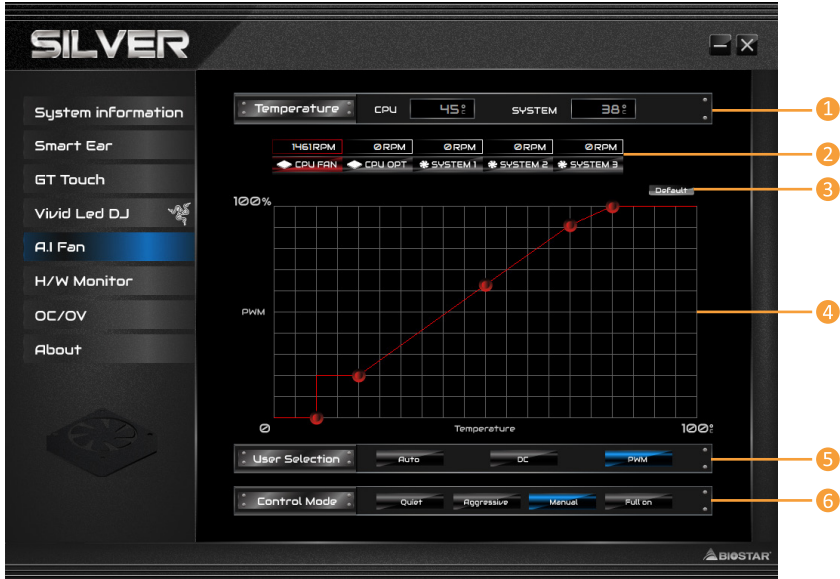 SILVER
System information
Smart Ear
GT Touch
Vivid Led DJ
A.I Fan
H/W Monitor
OC/OV
About
Temperature CPU 45°C SYSTEM 38°C 1
1461RPM 0RPM 0RPM 0RPM 0RPM
CPU FAN CPU OPT SYSTEM 1 SYSTEM 2 SYSTEM 3 2
Default 3
100%
PWM 4
0 Temperature 100°C
User Selection Auto DC PWM 5
Control Mode Quiet Aggressive Manual Full on 6
BIOSTAR